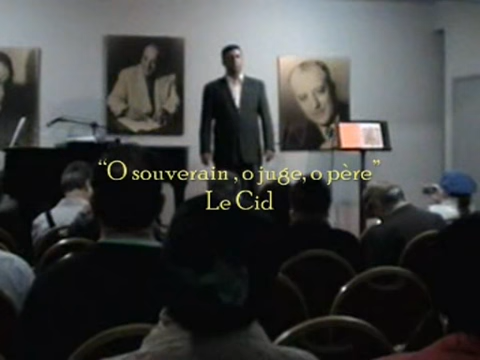 “O souverain , o juge, o père”
Le Cid